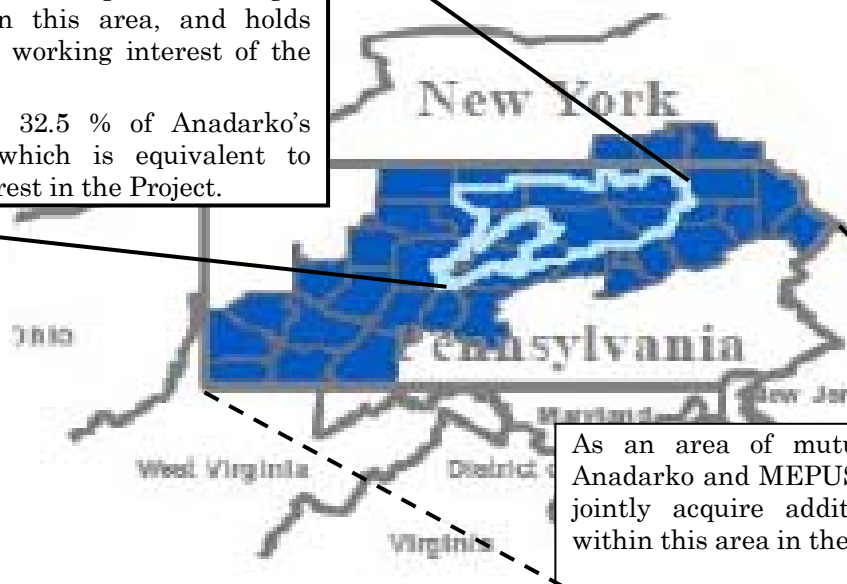 n this area, and holds
working interest of the
32.5 % of Anadarko's
which is equivalent to
rest in the Project.
New York
Ohio
Pennsylvania
New Jer
Maryland
West Virginia
District
Virginia
As an area of mutu
Anadarko and MEPUS
jointly acquire addit
within this area in the